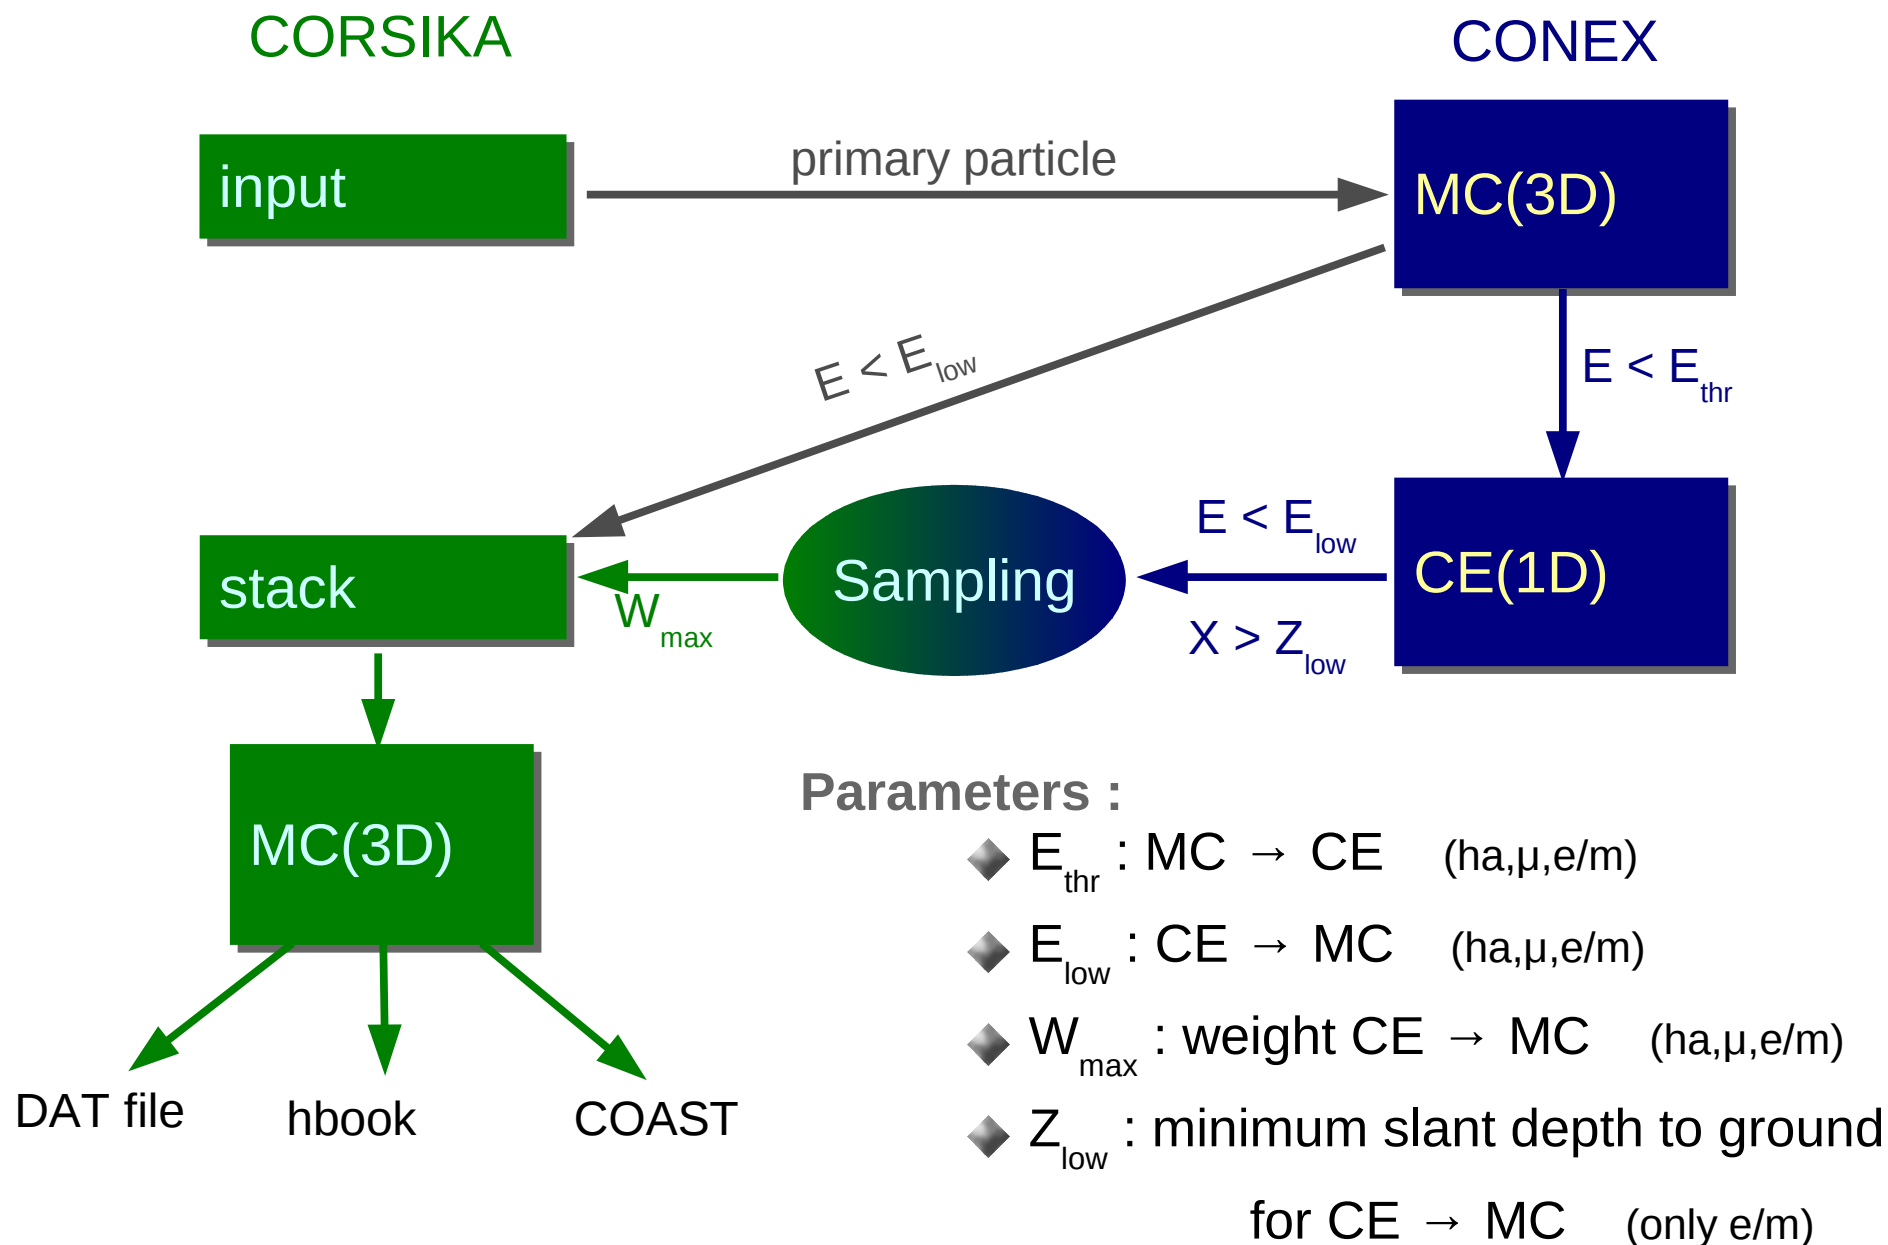 CORSIKA
CONEX
input
primary particle
MC(3D)
E < E_low
E < E_thr
stack
W_max
Sampling
E < E_low
X > Z_low
CE(1D)
MC(3D)
DAT file
hbook
COAST
Parameters :
E_thr : MC → CE (ha,μ,e/m)
E_low : CE → MC (ha,μ,e/m)
W_max : weight CE → MC (ha,μ,e/m)
Z_low : minimum slant depth to ground
for CE → MC (only e/m)